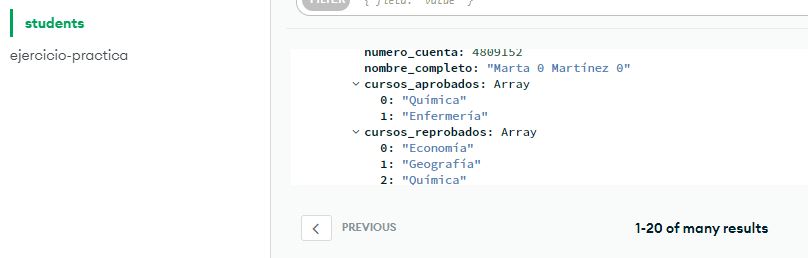 FILTER { field: 'value' }
students
ejercicio-practica
numero_cuenta: 4809152
nombre_completo: "Marta 0 Martínez 0"
cursos_aprobados: Array
0: "Química"
1: "Enfermería"
cursos_reprobados: Array
0: "Economía"
1: "Geografía"
2: "Química"
PREVIOUS
1-20 of many results